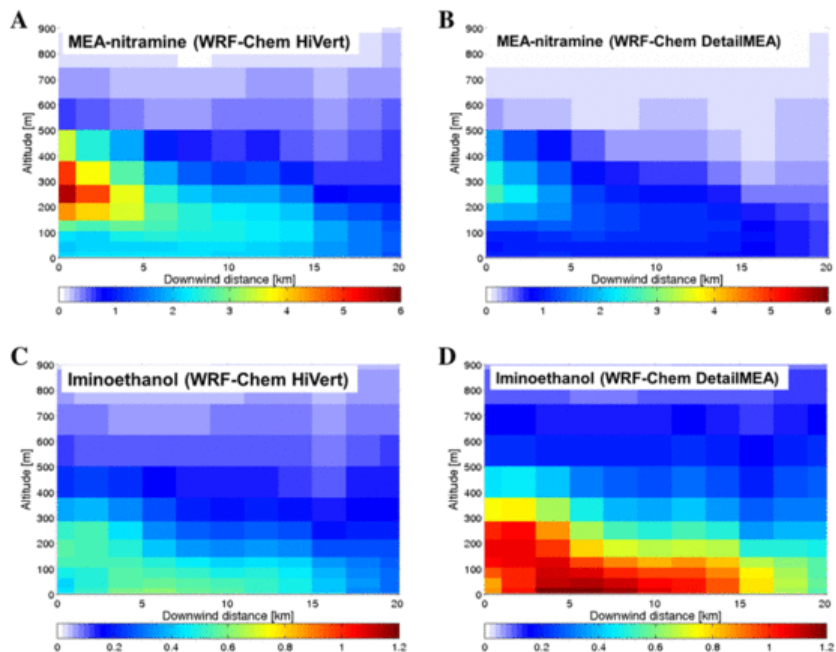 A
MEA-nitramine (WRF-Chem HiVert)
900
800
700
600
500
400
300
200
100
0
Altitude [m]
0 5 10 15 20
Downwind distance [km]
0 1 2 3 4 5 6
B
MEA-nitramine (WRF-Chem DetailMEA)
900
800
700
600
500
400
300
200
100
0
Altitude [m]
0 5 10 15 20
Downwind distance [km]
0 1 2 3 4 5 6
C
Iminoethanol (WRF-Chem HiVert)
900
800
700
600
500
400
300
200
100
0
Altitude [m]
0 5 10 15 20
Downwind distance [km]
0 0.2 0.4 0.6 0.8 1 1.2
D
Iminoethanol (WRF-Chem DetailMEA)
900
800
700
600
500
400
300
200
100
0
Altitude [m]
0 5 10 15 20
Downwind distance [km]
0 0.2 0.4 0.6 0.8 1 1.2